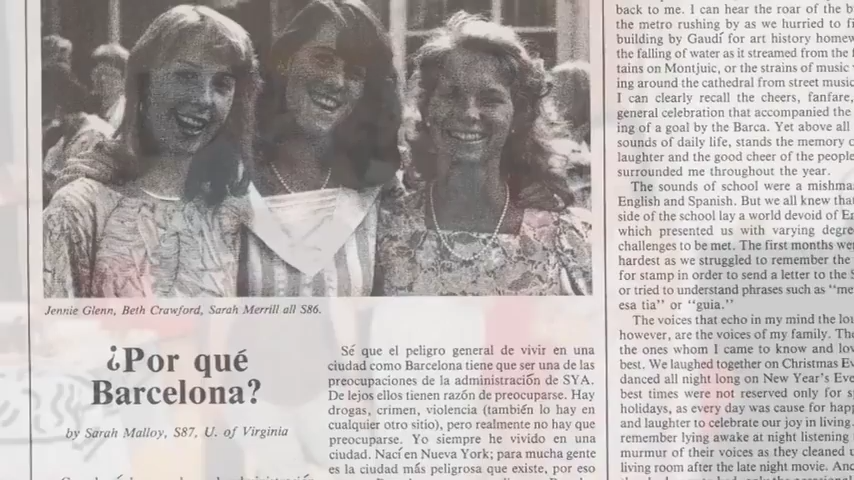 Jennie Glenn, Beth Crawford, Sarah Merrill all S86.
¿Por qué
Barcelona?
by Sarah Malloy, S87, U. of Virginia
Sé que el peligro general de vivir en una
ciudad como Barcelona tiene que ser una de las
preocupaciones de la administración de SYA.
De lejos ellos tienen razón de preocuparse. Hay
drogas, crimen, violencia (también lo hay en
cualquier otro sitio), pero realmente no hay que
preocuparse. Yo siempre he vivido en una
ciudad. Nací en Nueva York; para mucha gente
es la ciudad más peligrosa que existe, por eso
back to me. I can hear the roar of the
the metro rushing by as we hurried to
building by Gaudí for art history
the falling of water as it streamed from the
tains on Montjuic, or the strains of music
ing around the cathedral from street
I can clearly recall the cheers, fanfare,
general celebration that accompanied the
ing of a goal by the Barca. Yet above all
sounds of daily life, stands the memory
laughter and the good cheer of the people
surrounded me throughout the year.
The sounds of school were a
English and Spanish. But we all knew
side of the school lay a world devoid of
which presented us with varying
challenges to be met. The first months
hardest as we struggled to remember the
for stamp in order to send a letter to the
or tried to understand phrases such as "me
esa tia" or "guia."
The voices that echo in my mind the
however, are the voices of my family.
the ones whom I came to know and
best. We laughed together on Christmas
danced all night long on New Year's
best times were not reserved only for
holidays, as every day was cause for
and laughter to celebrate our joy in living.
remember lying awake at night listening
murmur of their voices as they cleaned
living room after the late night movie.